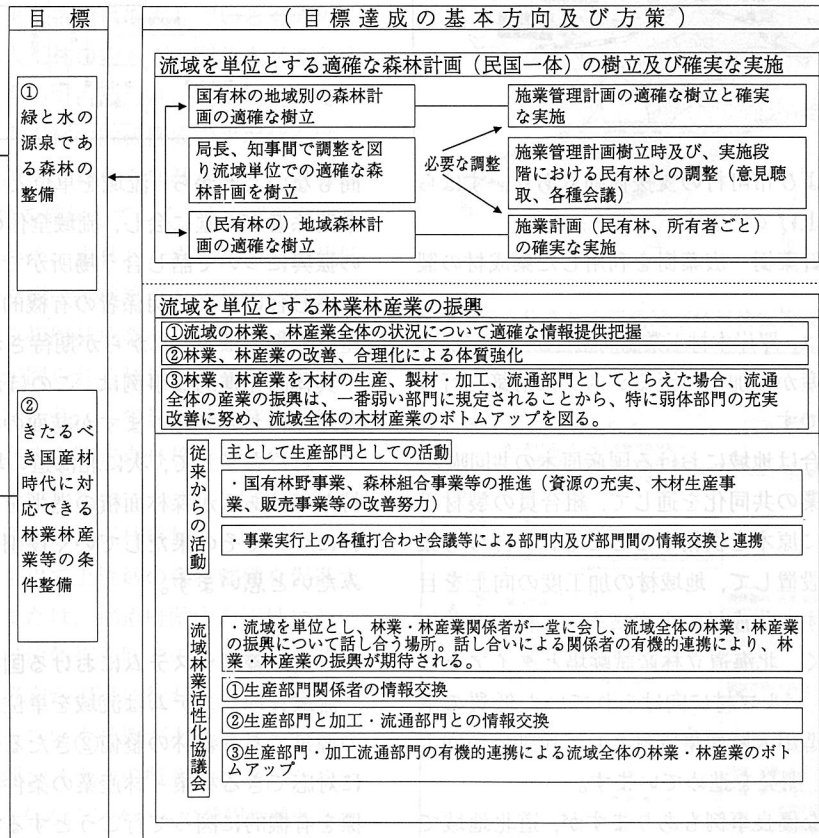 目標
(目標達成の基本方向及び方策)
①
緑と水の
源泉であ
る森林の
整備
流域を単位とする適確な森林計画（民国一体）の樹立及び確実な実施
国有林の地域別の森林計
画の適確な樹立
局長、知事間で調整を図
り流域単位での適確な森
林計画を樹立
（民有林の）地域森林計
画の適確な樹立
必要な調整
施業管理計画の適確な樹立と確実
な実施
施業管理計画樹立時及び、実施段
階における民有林との調整（意見聴
取、各種会議）
施業計画（民有林、所有者ごと）
の確実な実施
②
きたるべ
き国産材
時代に対
応できる
林業林産
業等の条
件整備
流域を単位とする林業林産業の振興
①流域の林業、林産業全体の状況について適確な情報提供把握
②林業、林産業の改善、合理化による体質強化
③林業・林産業を木材の生産、製材・加工、流通部門としてとらえた場合、流通
全体の産業の振興は、一番弱い部門に規定されることから、特に弱体部門の充実
改善に努め、流域全体の木材産業のボトムアップを図る。
従来からの活動
主として生産部門としての活動
・国有林野事業、森林組合事業等の推進（資源の充実、木材生産事
業、販売事業等の改善努力）
・事業実行上の各種打合わせ会議等による部門内及び部門間の情報交換と連携
流域林業活性化協議会
・流域を単位とし、林業・林産業関係者が一堂に会し、流域全体の林業・林産業
の振興について話し合う場所。話し合いによる関係者の有機的連携により、林
業・林産業の振興が期待される。
①生産部門関係者の情報交換
②生産部門と加工・流通部門との情報交換
③生産部門・加工流通部門の有機的連携による流域全体の林業・林産業のボト
ムアップ